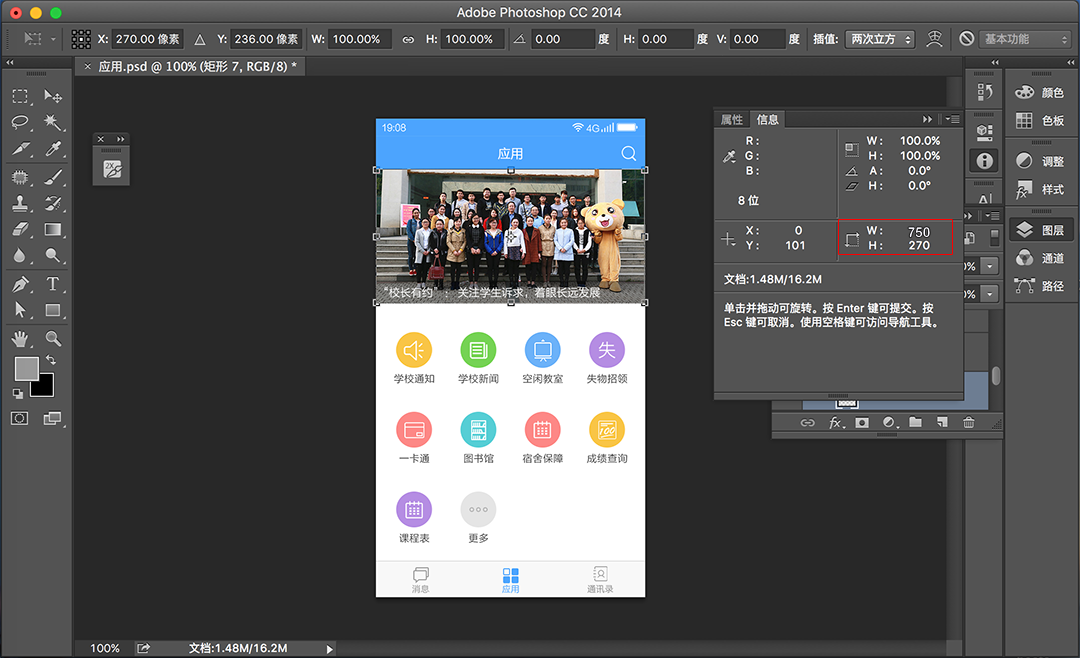 Adobe Photoshop CC 2014
X: 270.00 像素 Y: 236.00 像素 W: 100.00% H: 100.00% 0.00 度 H: 0.00 度 V: 0.00 度 插值: 两次立方 基本功能
× 应用.psd @ 100% (矩形 7, RGB/8) *
2X
19:08 4G
应用
"校长有约"：关注学生诉求，着眼长远发展
学校通知 学校新闻 空闲教室 失 失物招领
一卡通 图书馆 宿舍保障 100 成绩查询
课程表 更多
消息 应用 通讯录
属性 信息
R: W: 100.0%
G: H: 100.0%
B: A: 0.0°
H: 0.0°
8 位
X: 0 W: 750
Y: 101 H: 270
文档:1.48M/16.2M
单击并拖动可旋转。按 Enter 键可提交。按
Esc 键可取消。使用空格键可访问导航工具。
0%
0%
fx
颜色
色板
调整
样式
图层
通道
路径
A|
T
100% 文档:1.48M/16.2M